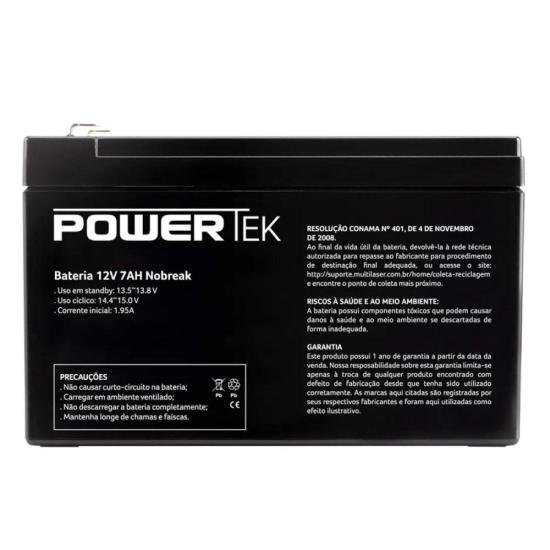 POWERTEK
Bateria 12V 7AH Nobreak
. Uso em standby: 13.5~13.8 V
. Uso cíclico: 14.4~15.0 V
. Corrente inicial: 1.95A
PRECAUÇÕES
. Não causar curto-circuito na bateria;
. Carregar em ambiente ventilado;
. Não descarregar a bateria completamente;
. Mantenha longe de chamas e faíscas.
Pb Pb
CE
RESOLUÇÃO CONAMA Nº 401, DE 4 DE NOVEMBRO
DE 2008.
Ao final da vida útil da bateria, devolvê-la à rede técnica
autorizada para repasse ao fabricante para procedimento
de destinação final adequada, ou acesse o site:
http://suporte.multilaser.com.br/home/coleta-reciclagem
e encontre o ponto de coleta mais próximo.
RISCOS À SAÚDE E AO MEIO AMBIENTE:
A bateria possui componentes tóxicos que podem causar
danos à saúde e ao meio ambiente se descartadas de
forma inadequada.
GARANTIA
Este produto possui 1 ano de garantia a partir da data da
venda. Nossa resposabilidade sobre esta garantia limita-se
apenas à troca de qualquer produto encontrado com
defeito de fabricação desde que tenha sido utilizado
corretamente. As marcas aqui citadas são registradas por
seus respectivos fabricantes e foram aqui utilizadas como
efeito ilustrativo.